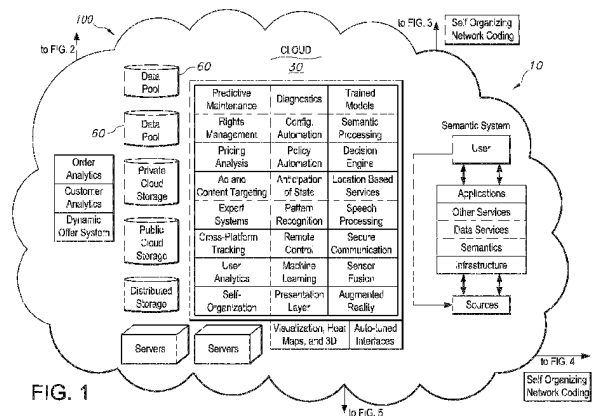 100
to FIG. 2
to FIG. 3
Self Organizing
Network Coding
10
CLOUD
30
60
Data
Pool
60
Data
Pool
Private
Cloud
Storage
Public
Cloud
Storage
Distributed
Storage
Order
Analytics
Customer
Analytics
Dynamic
Offer System
Predictive
Maintenance
Diagnostics
Trained
Models
Rights
Management
Config.
Automation
Semantic
Processing
Pricing
Analysis
Policy
Automation
Decision
Engine
Ad and
Content Targeting
Anticipation
of State
Location Based
Services
Expert
Systems
Pattern
Recognition
Speech
Processing
Cross-Platform
Tracking
Remote
Control
Secure
Communication
User
Analytics
Machine
Learning
Sensor
Fusion
Self-
Organization
Presentation
Layer
Augmented
Reality
Visualization, Heat
Maps, and 3D
Auto-tuned
Interfaces
Servers
Servers
Semantic System
User
Applications
Other Services
Data Services
Semantics
Infrastructure
Sources
to FIG. 4
Self Organizing
Network Coding
to FIG. 5
FIG. 1